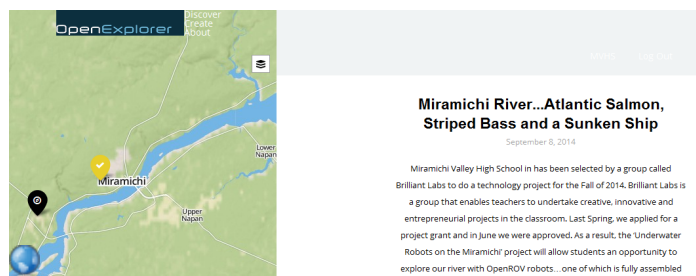 OpenExplorer
Discover
Create
About
Log Out
Miramichi
Lower
Napan
Upper
Napan
Miramichi River...Atlantic Salmon,
Striped Bass and a Sunken Ship
September 8, 2014
Miramichi Valley High School in has been selected by a group called
Brilliant Labs to do a technology project for the Fall of 2014. Brilliant Labs is
a group that enables teachers to undertake creative, innovative and
entrepreneurial projects in the classroom. Last Spring, we applied for a
project grant and in June we were approved. As a result, the 'Underwater
Robots on the Miramichi' project will allow students an opportunity to
explore our river with OpenROV robots…one of which is fully assembled